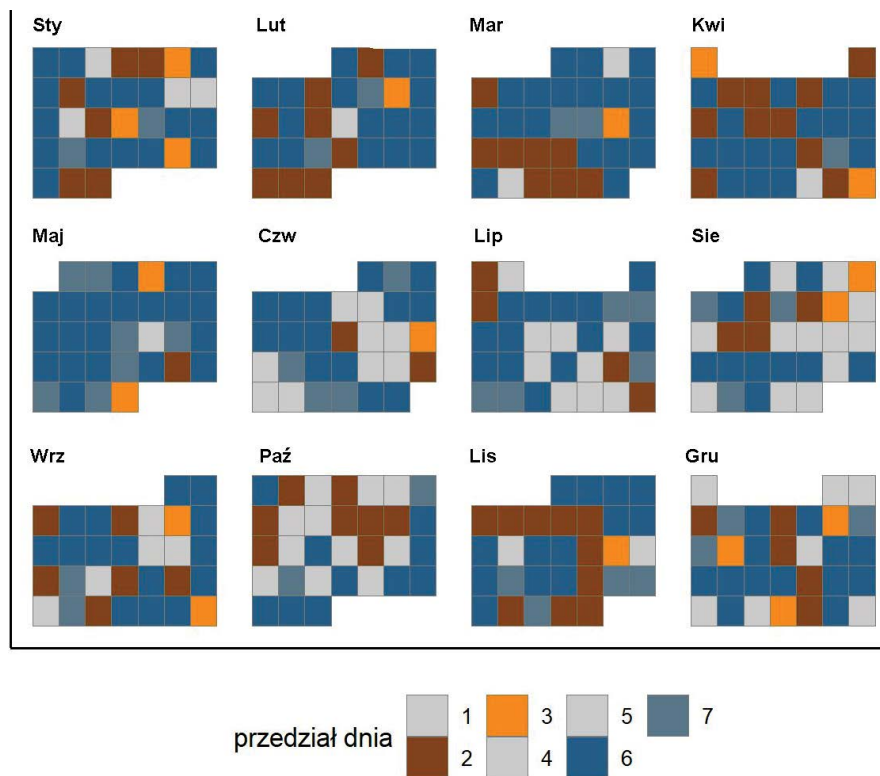 Sty Lut Mar Kwi
Maj Czw Lip Sie
Wrz Paź Lis Gru
przedział dnia
1 3 5 7
2 4 6